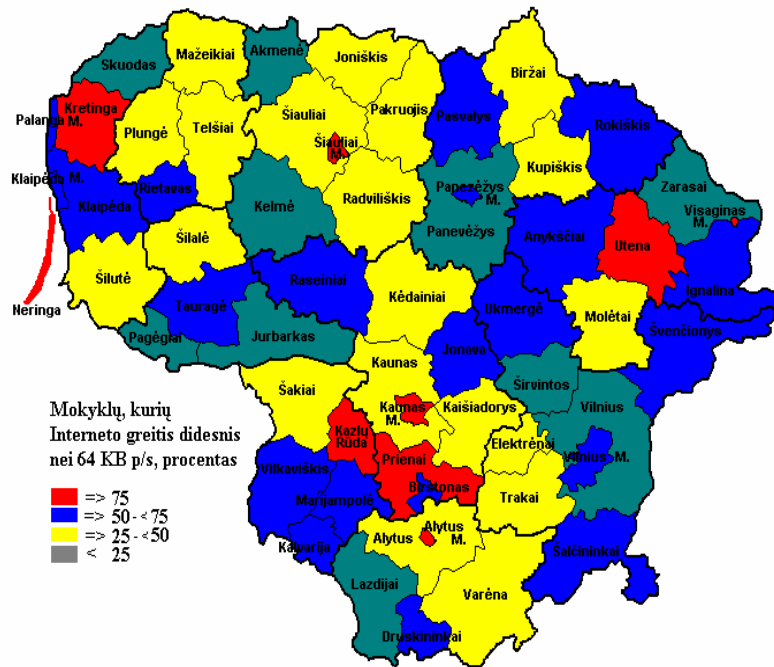 Skuodas
Mažeikiai
Akmenė
Joniškis
Biržai
Kretinga
Palanga M.
Plungė
Telšiai
Šiauliai
Šiauliai M.
Pakruojis
Pasvalys
Rokiškis
Kupiškis
Klaipėda M.
Klaipėda
Rietavas
Kelmė
Radviliškis
Panezėžys M.
Panevėžys
Zarasai
Visaginas M.
Anykščiai
Utena
Ignalina
Šilalė
Šilutė
Neringa
Tauragė
Raseiniai
Kėdainiai
Ukmergė
Molėtai
Švenčionys
Pagėgiai
Jurbarkas
Jonava
Kaunas
Širvintos
Vilnius
Šakiai
Kaunas M.
Kaišiadorys
Elektrėnai
Vilnius M.
Mokyklų, kurių
Interneto greitis didesnis
nei 64 KB p/s, procentas
=> 75
=> 50 - <75
=> 25 - <50
< 25
Kazlų
Rūda
Prienai
Birštonas
Trakai
Vilkaviškis
Marijampolė
Kalvarija
Alytus
Alytus M.
Šalčininkai
Lazdijai
Varėna
Druskininkai